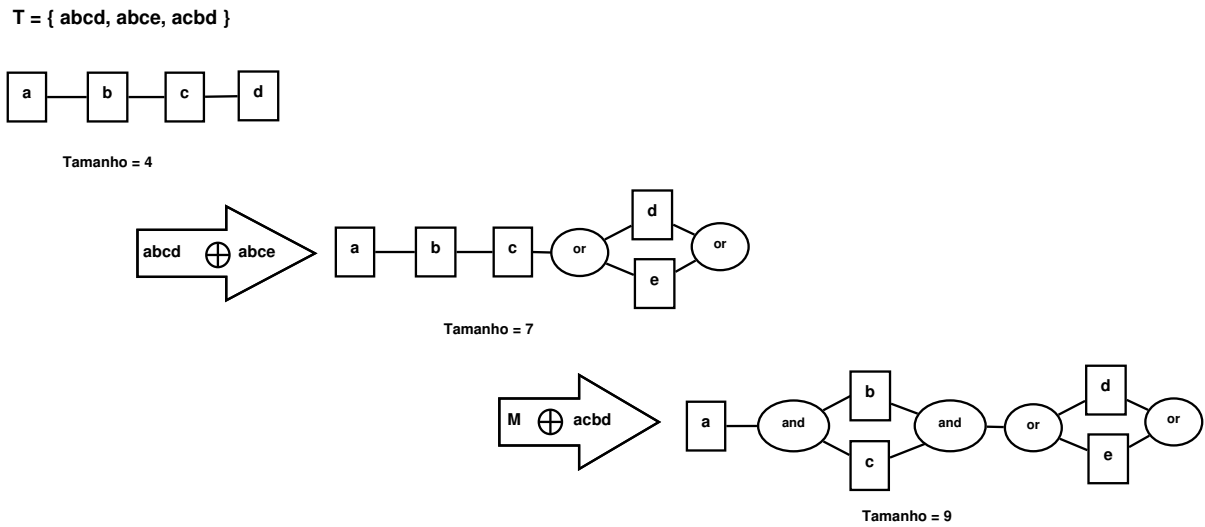 T = { abcd, abce, acbd }
a b c d
Tamanho = 4
abcd ⊕ abce
a b c or d e or
Tamanho = 7
M ⊕ acbd
a and b c and or d e or
Tamanho = 9